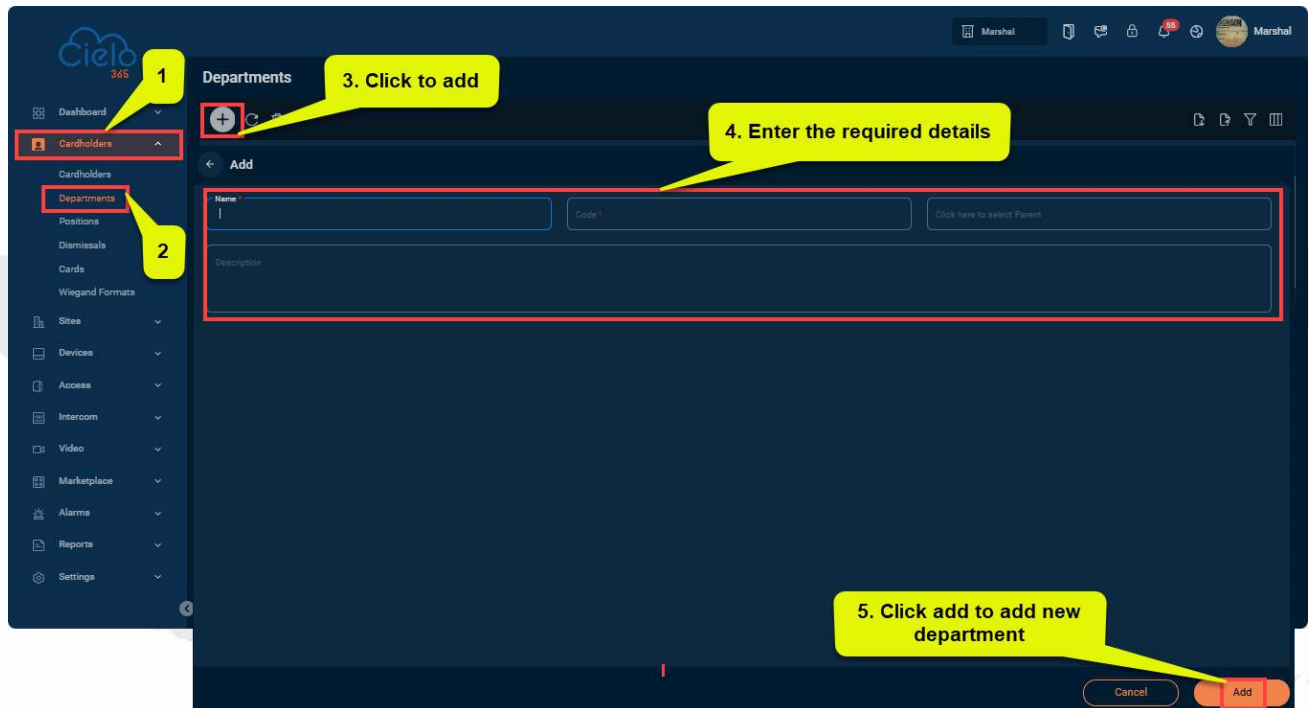 Cielo
365
Marshal
55
Marshal
1
Departments
3. Click to add
Dashboard
Cardholders
4. Enter the required details
Add
Cardholders
Departments
Positions
Dismissals
Cards
Wiegand Formats
2
Name *
Code *
Click here to select Parent
Description
Sites
Devices
Access
Intercom
Video
Marketplace
Alarms
Reports
Settings
5. Click add to add new
department
Cancel
Add